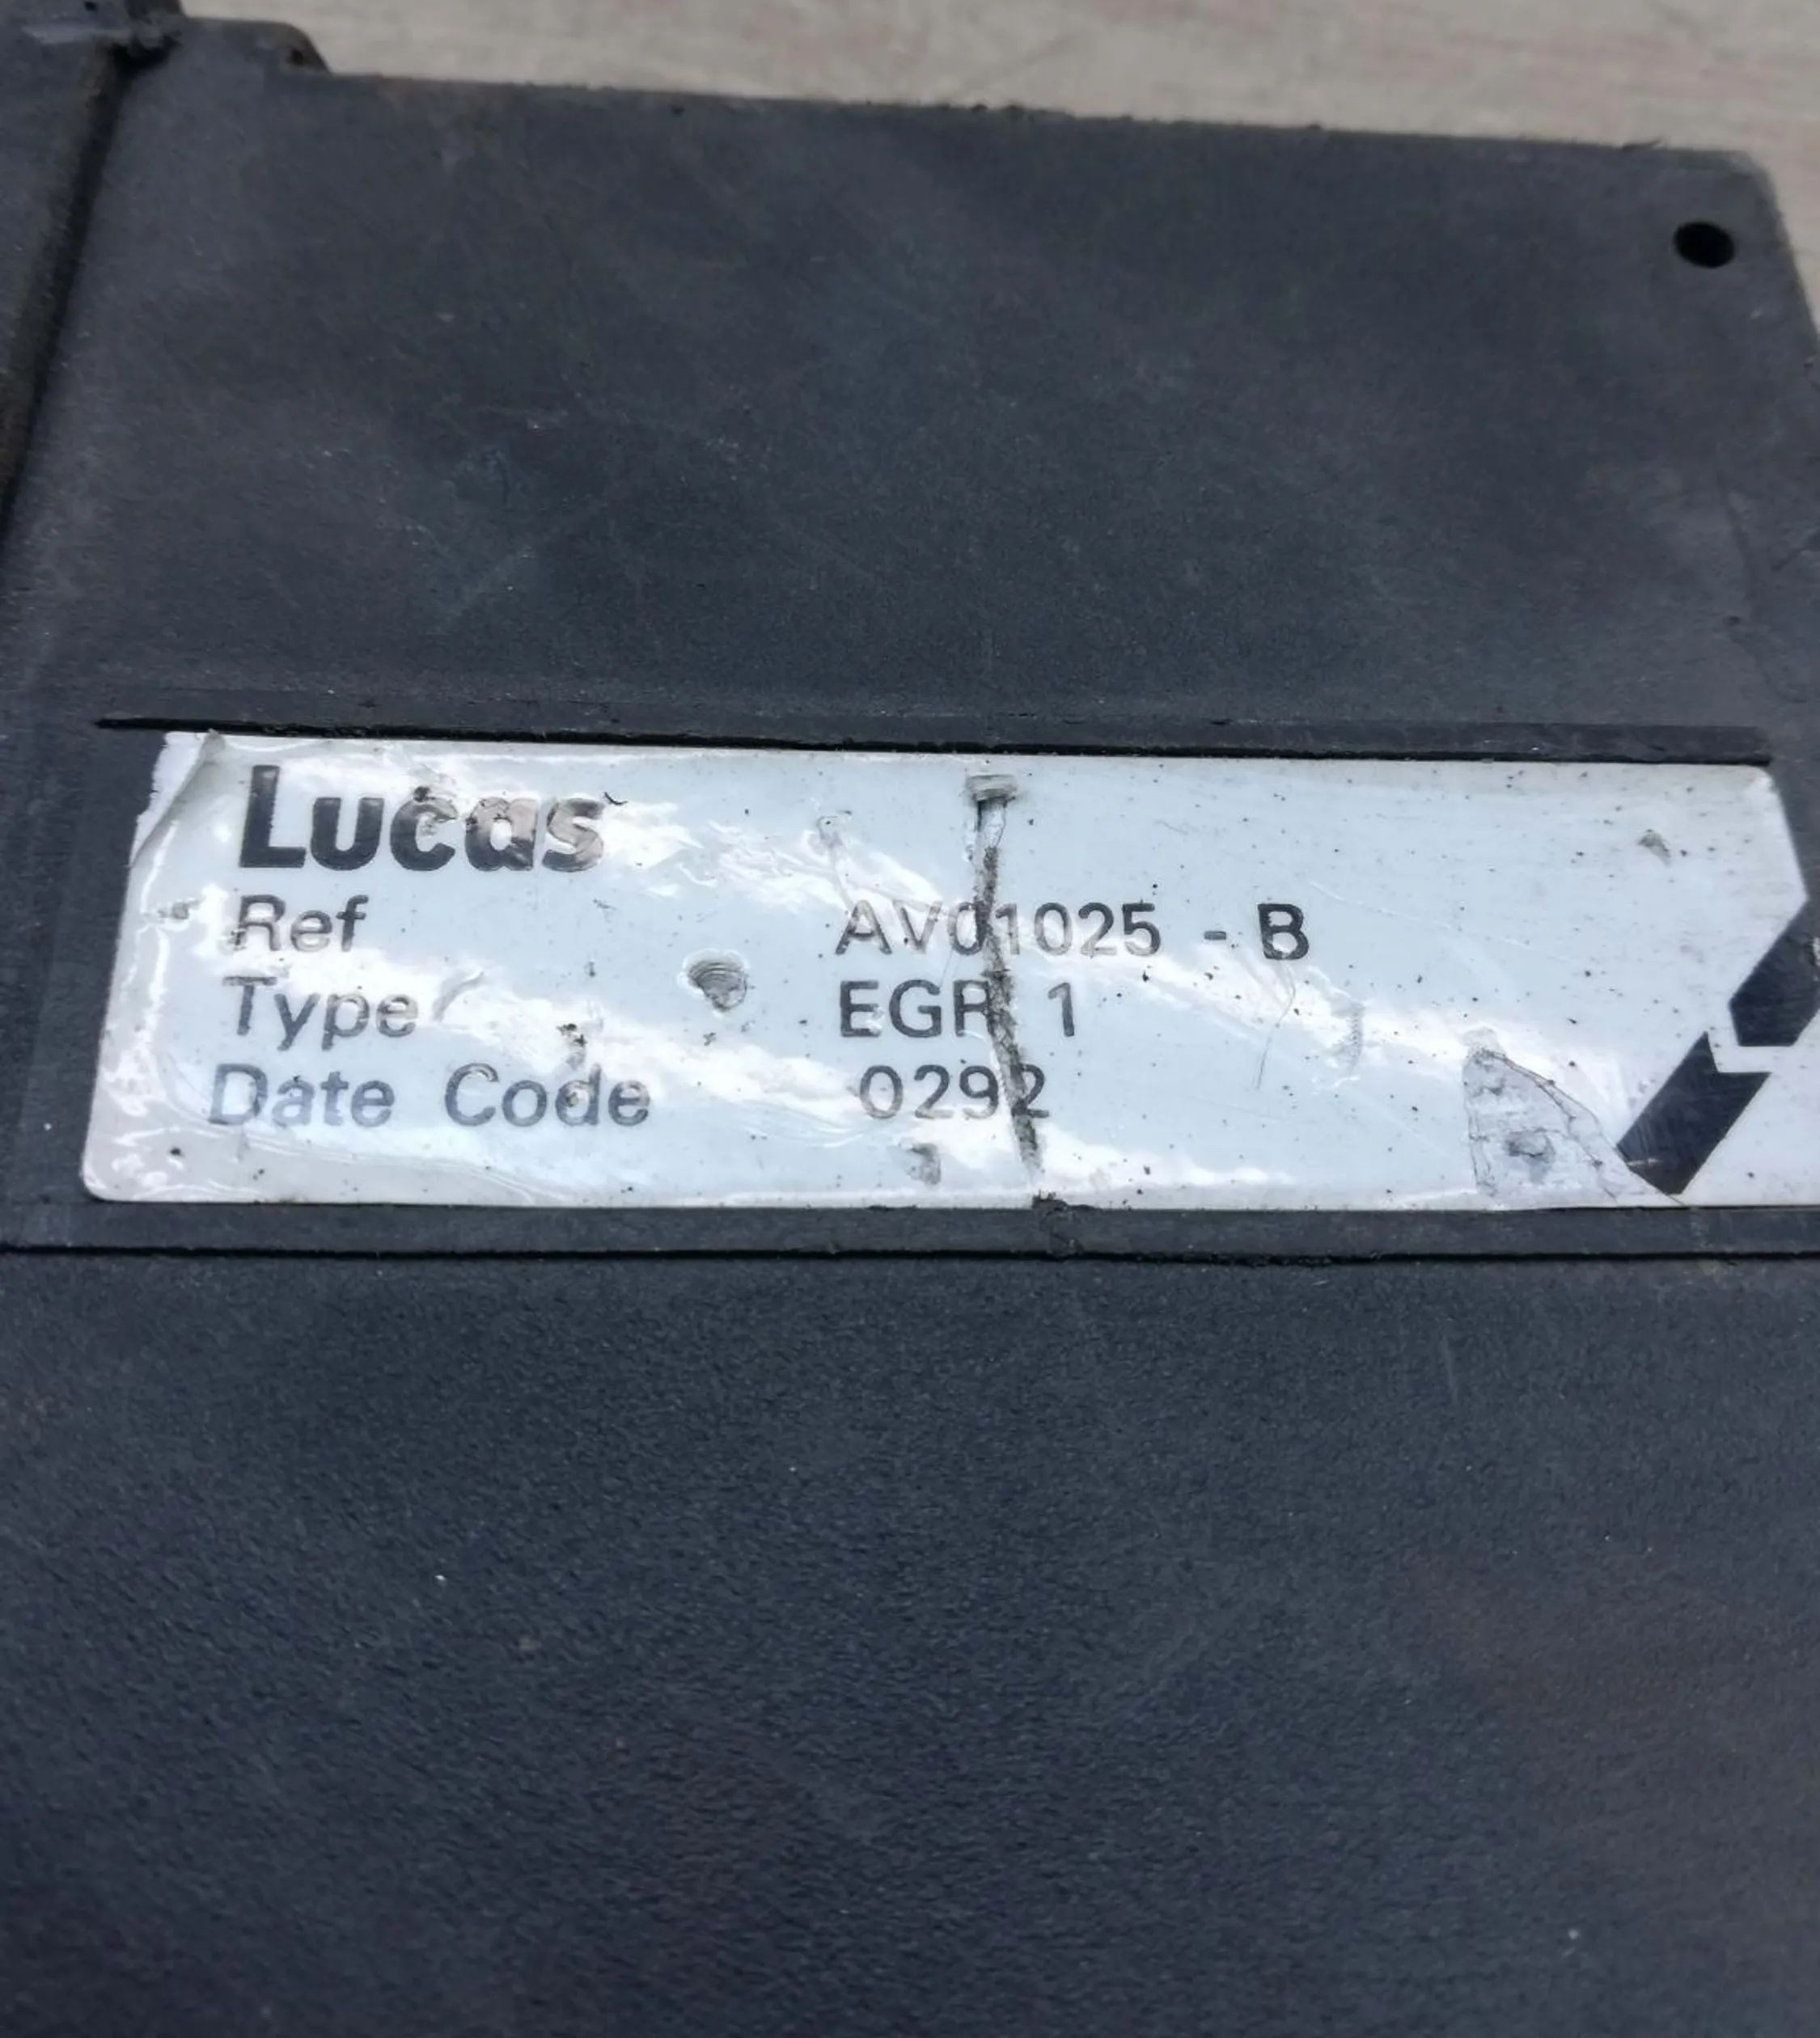 Lucas
Ref AV01025 - B
Type EGR 1
Date Code 0292